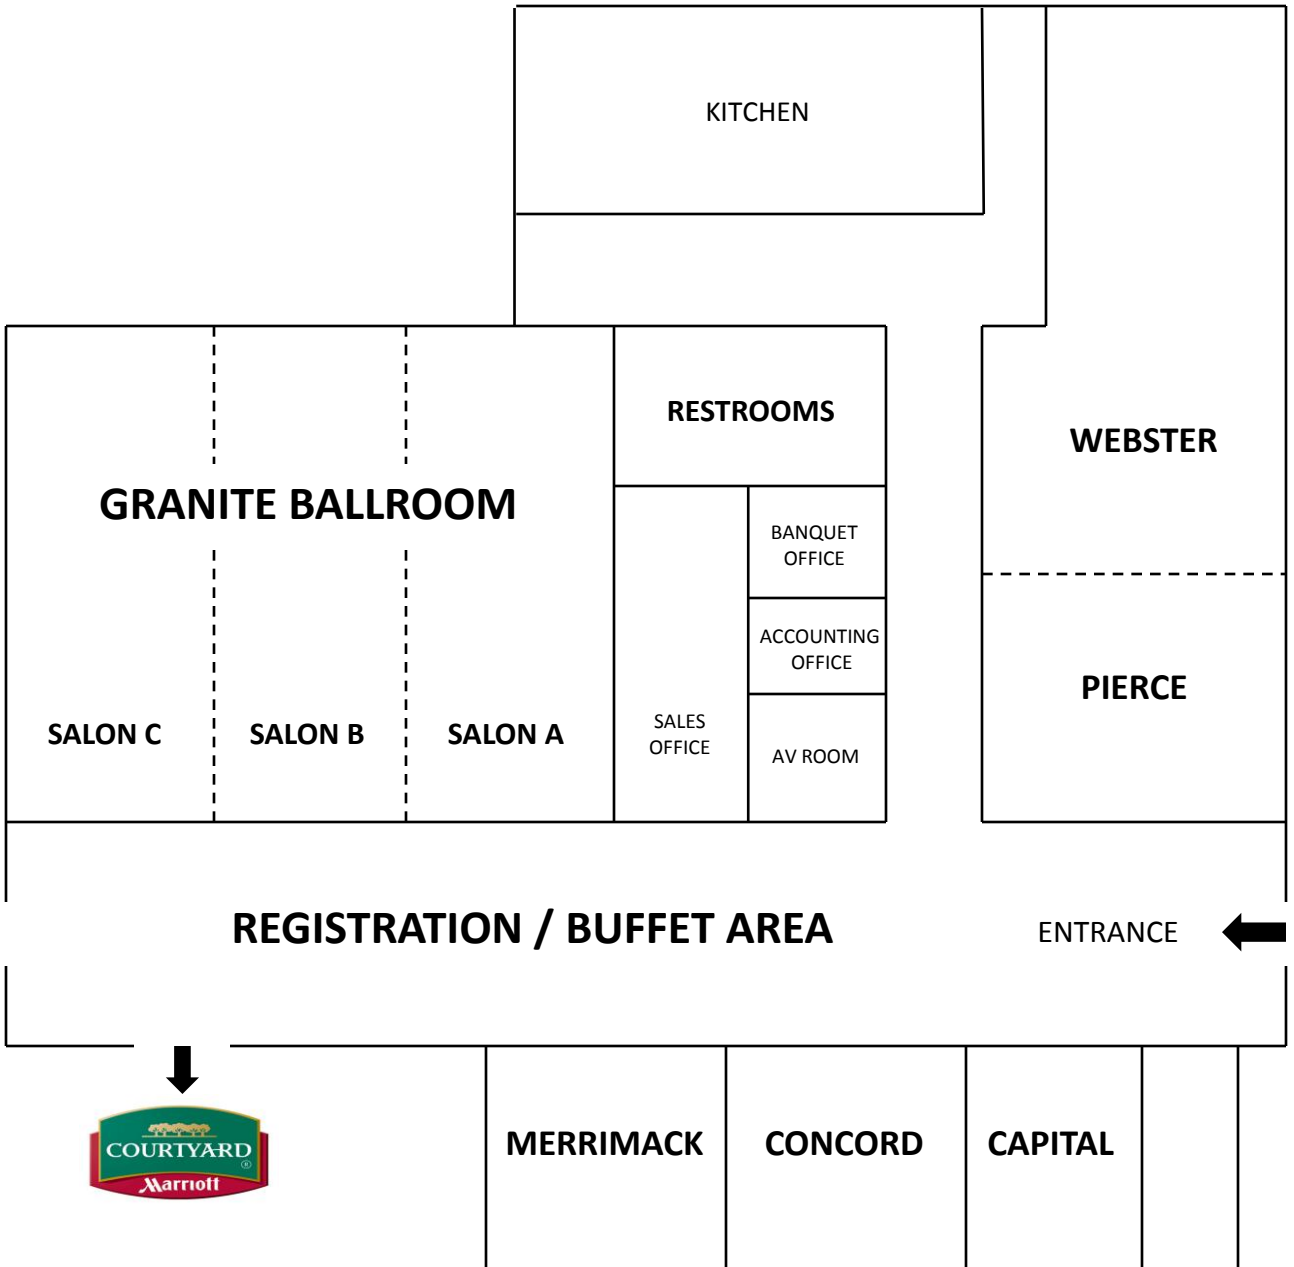 KITCHEN
RESTROOMS
WEBSTER
GRANITE BALLROOM
BANQUET
OFFICE
ACCOUNTING
OFFICE
PIERCE
SALON C
SALON B
SALON A
SALES
OFFICE
AV ROOM
REGISTRATION / BUFFET AREA
ENTRANCE
COURTYARD
®
Marriott
MERRIMACK
CONCORD
CAPITAL